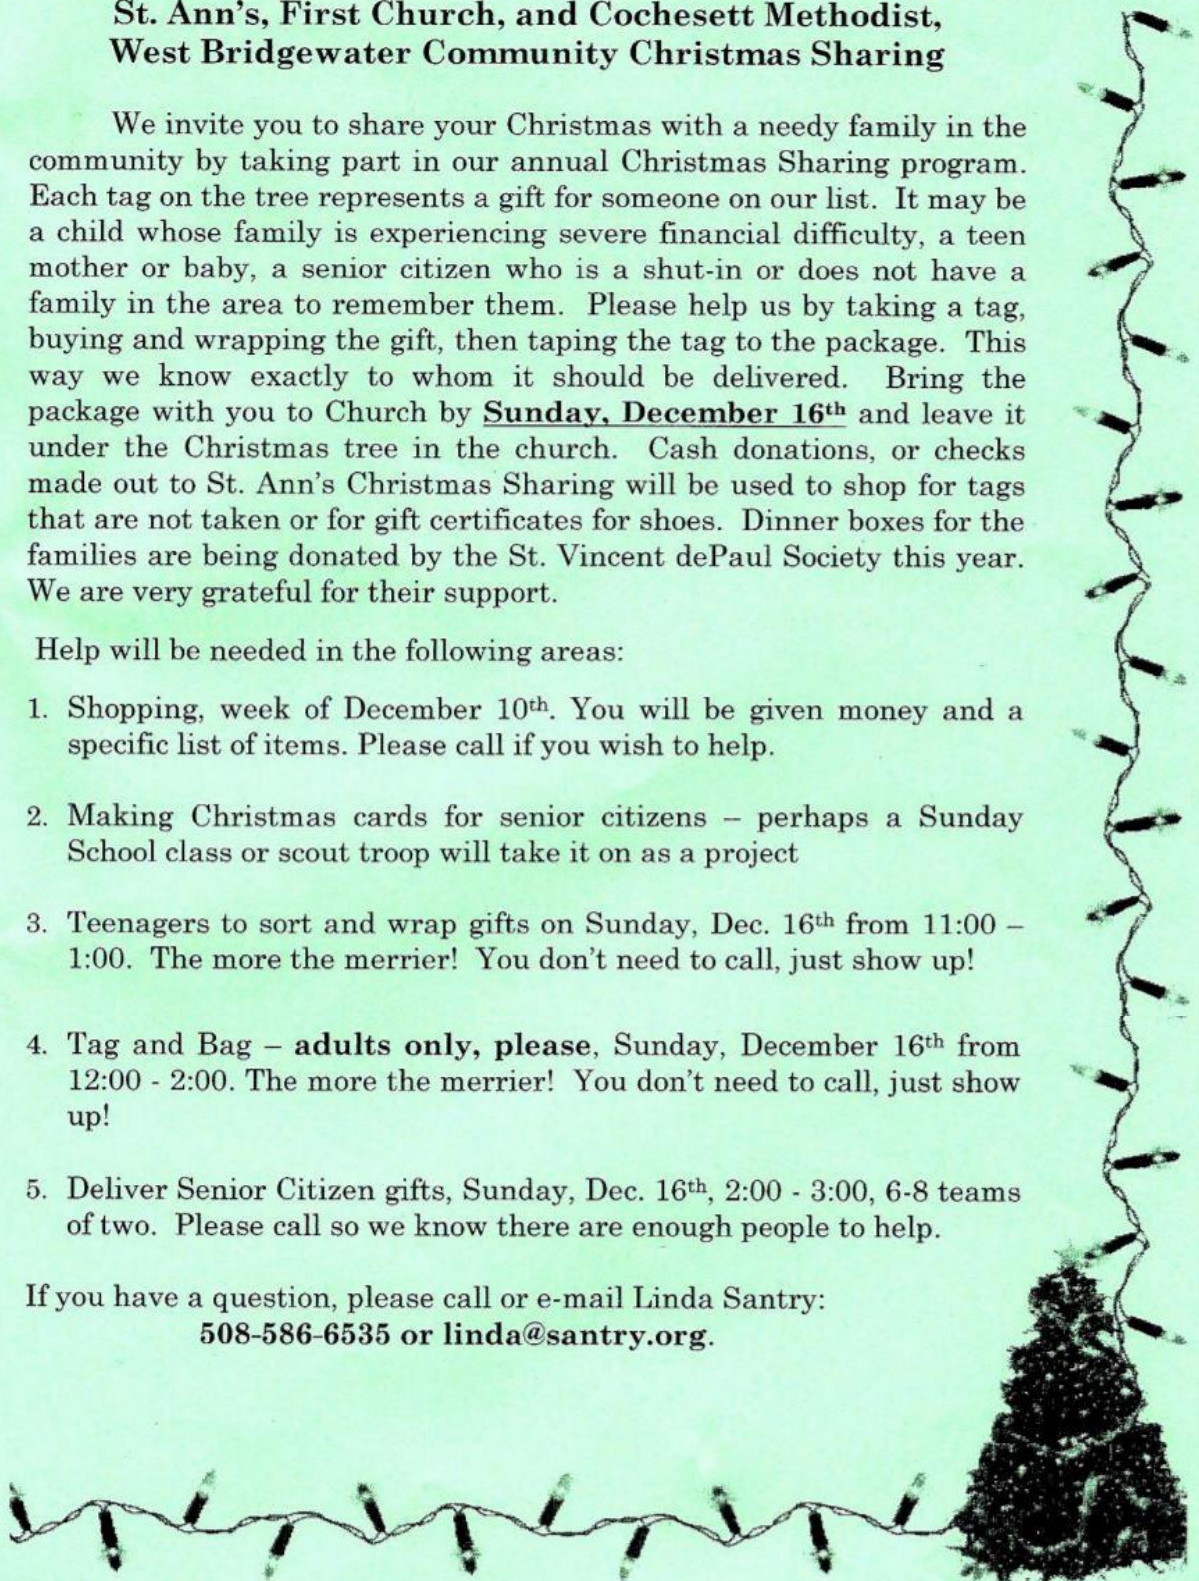 St. Ann's, First Church, and Cochesett Methodist,
West Bridgewater Community Christmas Sharing
We invite you to share your Christmas with a needy family in the
community by taking part in our annual Christmas Sharing program.
Each tag on the tree represents a gift for someone on our list. It may be
a child whose family is experiencing severe financial difficulty, a teen
mother or baby, a senior citizen who is a shut-in or does not have a
family in the area to remember them. Please help us by taking a tag,
buying and wrapping the gift, then taping the tag to the package. This
way we know exactly to whom it should be delivered. Bring the
package with you to Church by Sunday, December 16th and leave it
under the Christmas tree in the church. Cash donations, or checks
made out to St. Ann's Christmas Sharing will be used to shop for tags
that are not taken or for gift certificates for shoes. Dinner boxes for the
families are being donated by the St. Vincent dePaul Society this year.
We are very grateful for their support.
Help will be needed in the following areas:
1. Shopping, week of December 10th. You will be given money and a
specific list of items. Please call if you wish to help.
2. Making Christmas cards for senior citizens – perhaps a Sunday
School class or scout troop will take it on as a project
3. Teenagers to sort and wrap gifts on Sunday, Dec. 16th from 11:00 –
1:00. The more the merrier! You don't need to call, just show up!
4. Tag and Bag – adults only, please, Sunday, December 16th from
12:00 - 2:00. The more the merrier! You don't need to call, just show
up!
5. Deliver Senior Citizen gifts, Sunday, Dec. 16th, 2:00 - 3:00, 6-8 teams
of two. Please call so we know there are enough people to help.
If you have a question, please call or e-mail Linda Santry:
508-586-6535 or linda@santry.org.